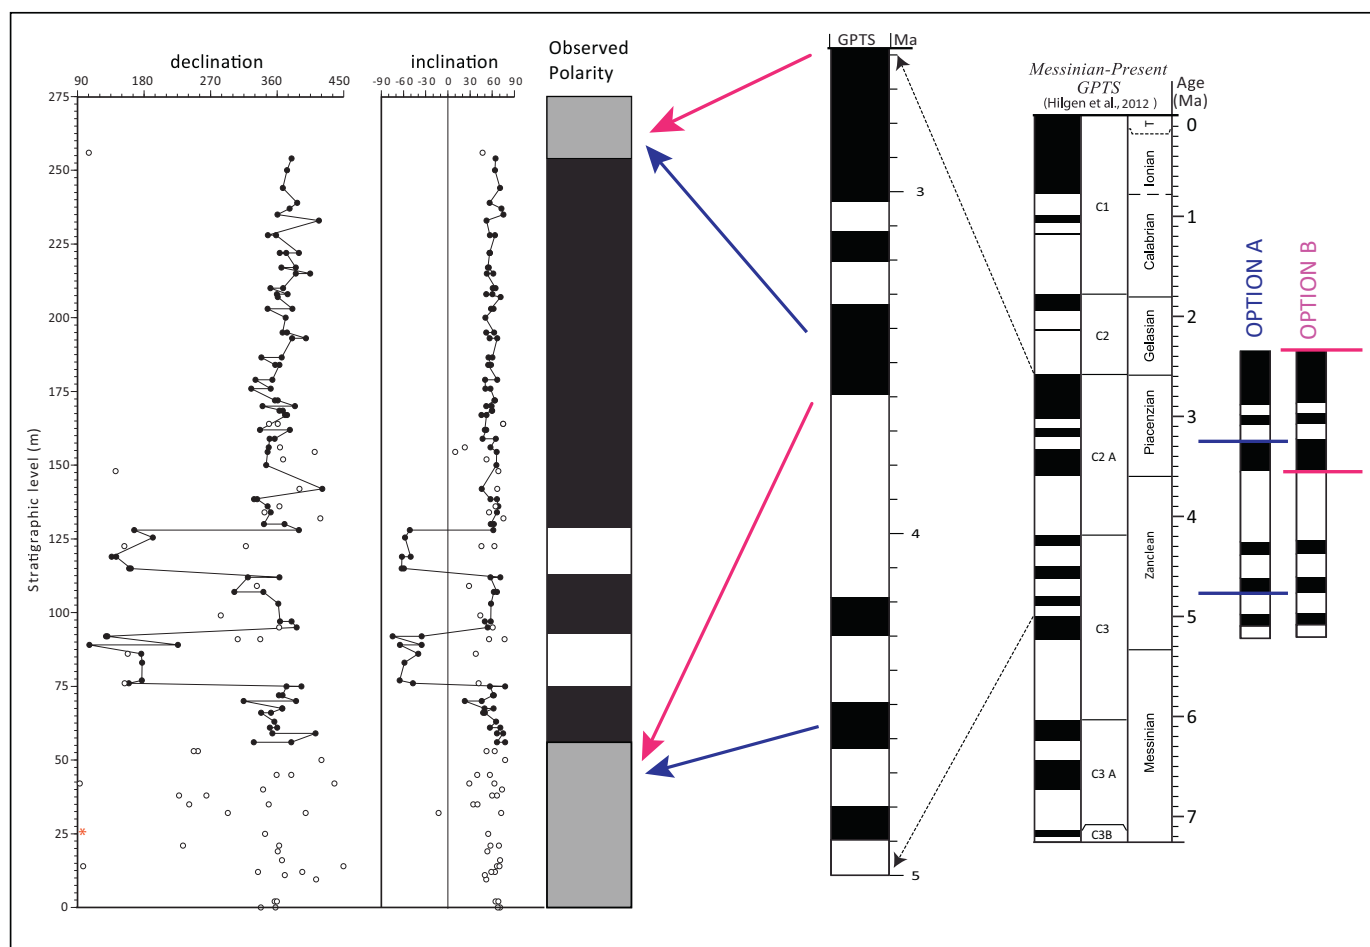 declination
90 180 270 360 450
inclination
-90 -60 -30 0 30 60 90
Observed
Polarity
Stratigraphic level (m)
275
250
225
200
175
150
125
100
75
50
25
0
*
GPTS Ma
3
4
5
Messinian-Present
GPTS
(Hilgen et al., 2012 )
Age
(Ma)
0
1
2
3
4
5
6
7
C1
C2
C2 A
C3
C3 A
C3B
T
Ionian
Calabrian
Gelasian
Piacenzian
Zanclean
Messinian
OPTION A
OPTION B